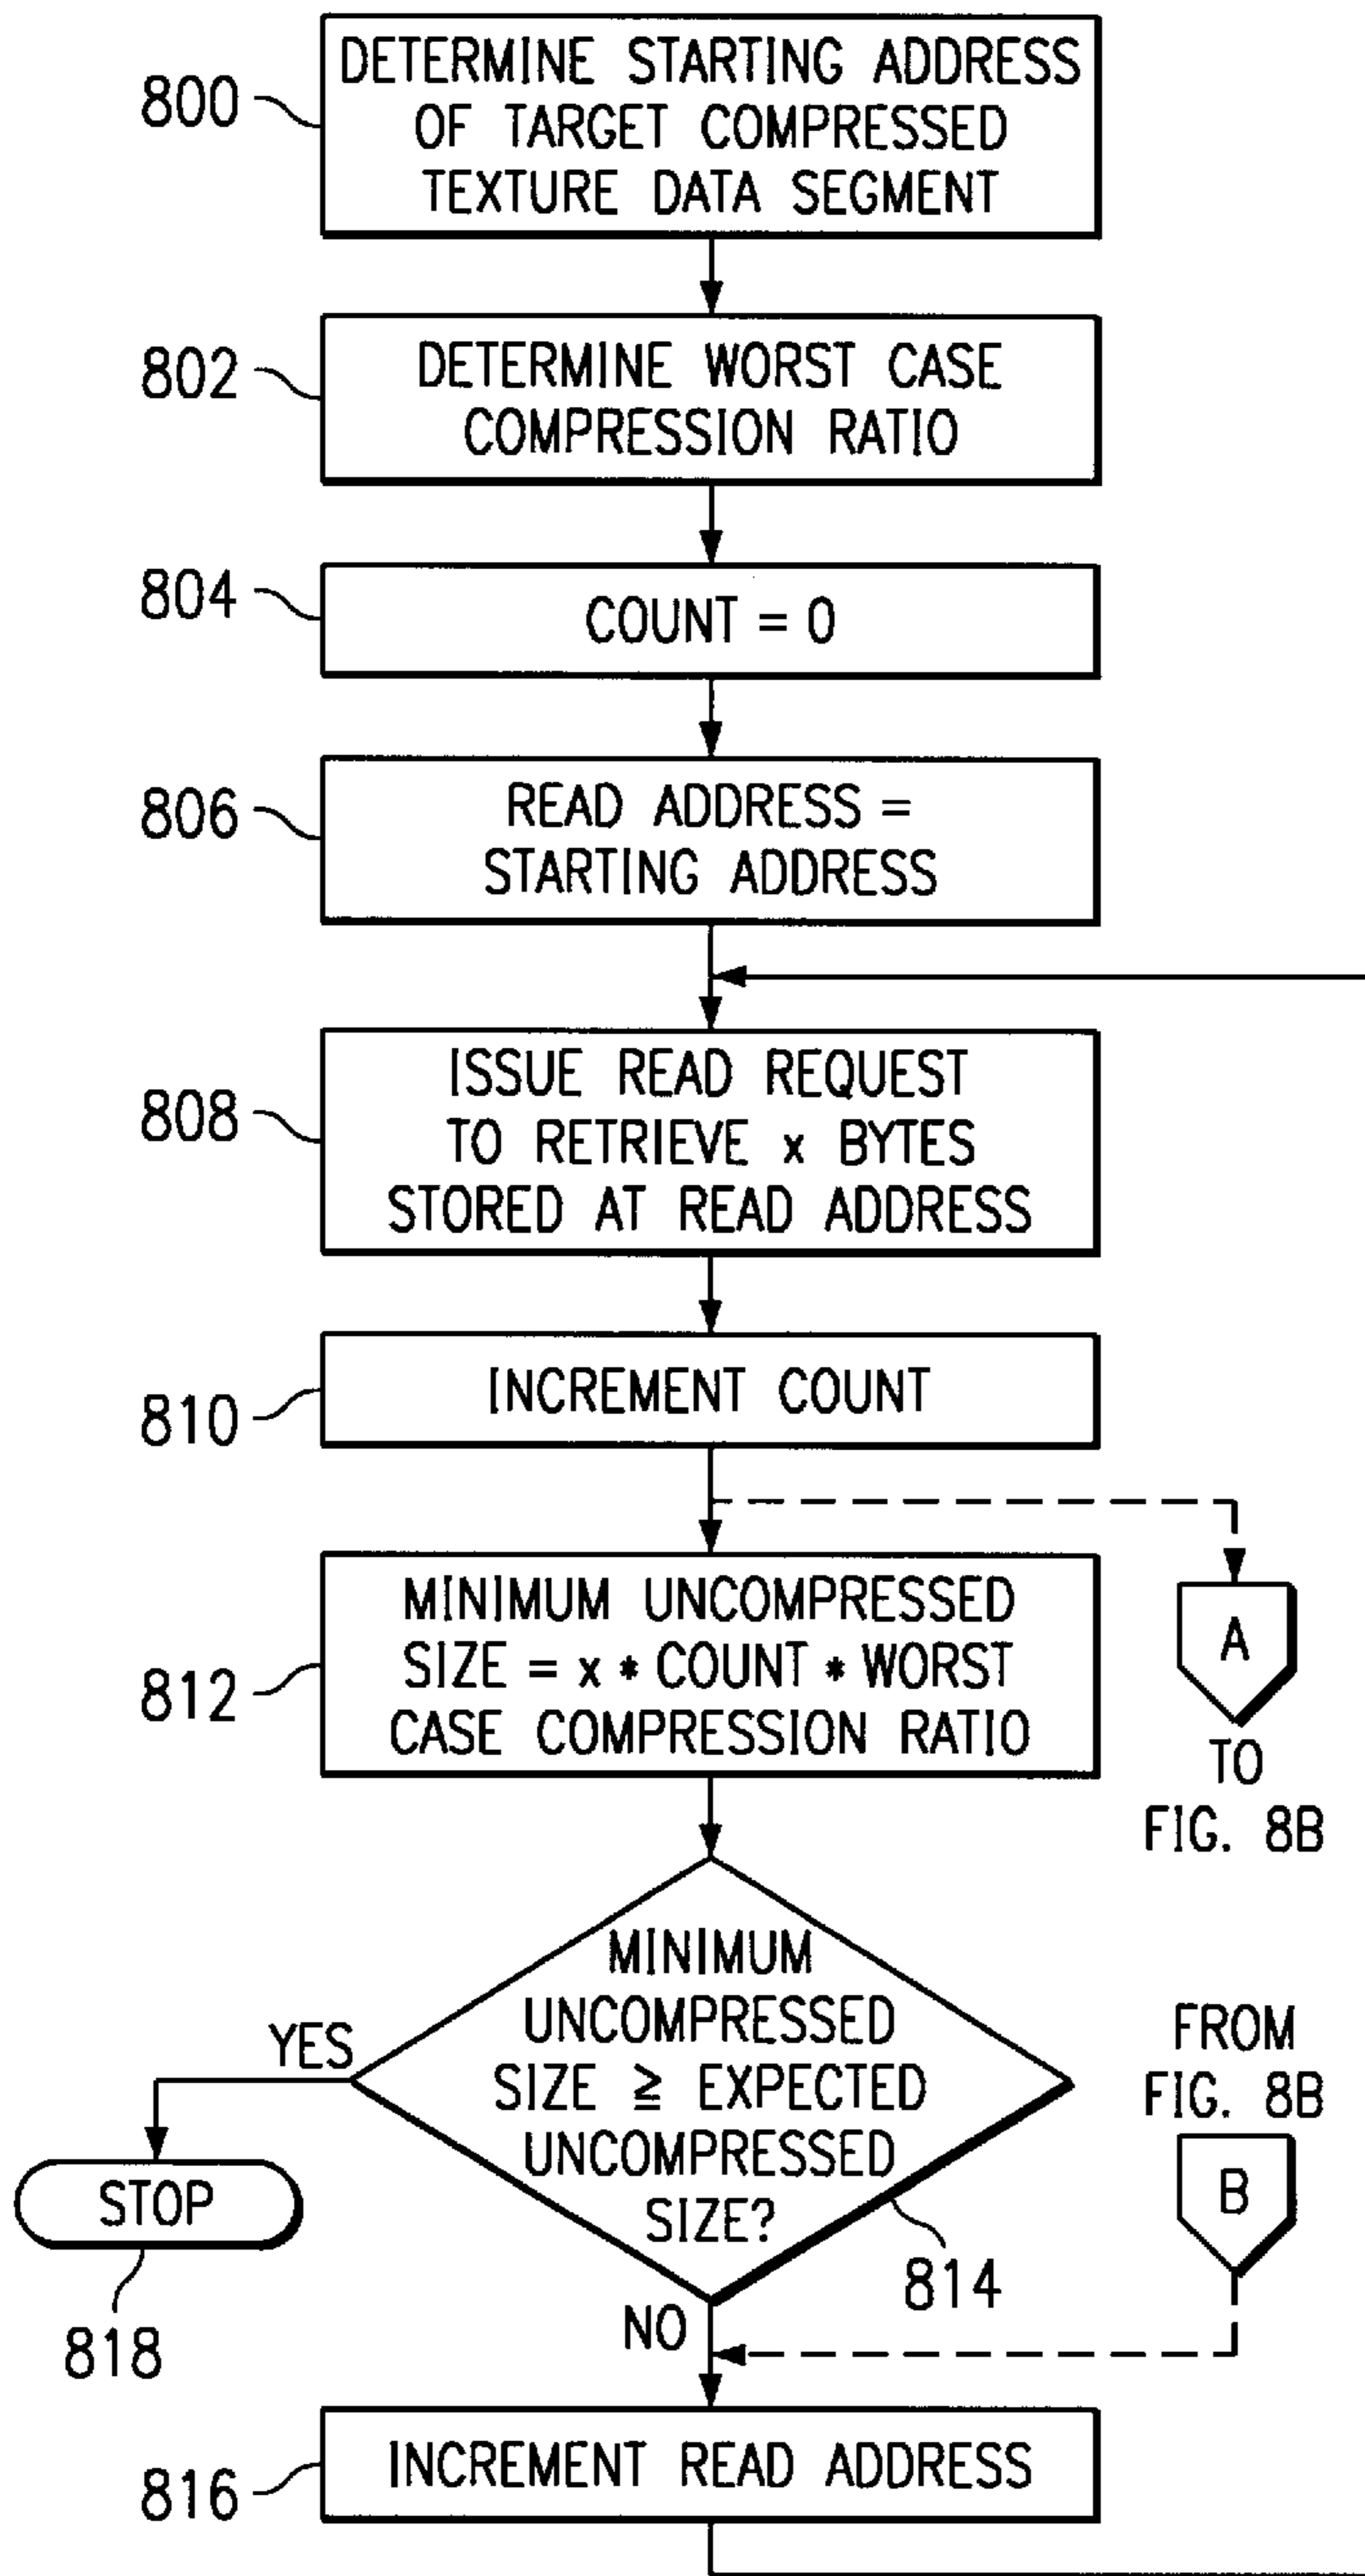 800
DETERMINE STARTING ADDRESS
OF TARGET COMPRESSED
TEXTURE DATA SEGMENT
802
DETERMINE WORST CASE
COMPRESSION RATIO
804
COUNT = 0
806
READ ADDRESS =
STARTING ADDRESS
808
ISSUE READ REQUEST
TO RETRIEVE x BYTES
STORED AT READ ADDRESS
810
INCREMENT COUNT
812
MINIMUM UNCOMPRESSED
SIZE = x * COUNT * WORST
CASE COMPRESSION RATIO
A
TO
FIG. 8B
MINIMUM
UNCOMPRESSED
SIZE ≧ EXPECTED
UNCOMPRESSED
SIZE?
814
YES
STOP
818
NO
FROM
FIG. 8B
B
816
INCREMENT READ ADDRESS